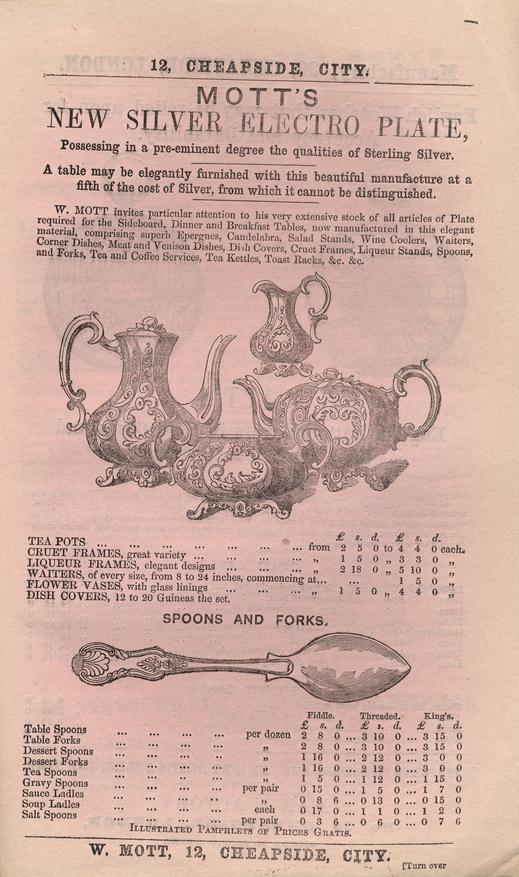 12, CHEAPSIDE, CITY.
MOTT'S
NEW SILVER ELECTRO PLATE,
Possessing in a pre-eminent degree the qualities of Sterling Silver.
A table may be elegantly furnished with this beautiful manufacture at a
fifth of the cost of Silver, from which it cannot be distinguished.
W. MOTT invites particular attention to his very extensive stock of all articles of Plate
required for the Sideboard, Dinner and Breakfast Tables, now manufactured in this elegant
material, comprising superb Epergnes, Candelabra, Salad Stands, Wine Coolers, Waiters,
Corner Dishes, Meat and Venison Dishes, Dish Covers, Cruet Frames, Liqueur Stands, Spoons,
and Forks, Tea and Coffee Services, Tea Kettles, Toast Racks, &c. &c.
£ s. d. £ s. d.
TEA POTS ... ... ... ... ... ... from 2 5 0 to 4 4 0 each.
CRUET FRAMES, great variety ... ... ... ... „ 1 5 0 „ 3 3 0 „
LIQUEUR FRAMES, elegant designs ... ... ... „ 2 18 0 „ 5 10 0 „
WAITERS, of every size, from 8 to 24 inches, commencing at... ... 1 5 0 „
FLOWER VASES, with glass linings ... ... ... „ 1 5 0 „ 4 4 0 „
DISH COVERS, 12 to 20 Guineas the set.
SPOONS AND FORKS.
Fiddle. Threaded. King's.
£ s. d. £ s. d. £ s. d.
Table Spoons ... ... ... per dozen 2 8 0 ... 3 10 0 ... 3 15 0
Table Forks ... ... ... „ 2 8 0 ... 3 10 0 ... 3 15 0
Dessert Spoons ... ... ... „ 1 16 0 ... 2 12 0 ... 3 0 0
Dessert Forks ... ... ... „ 1 16 0 ... 2 12 0 ... 3 0 0
Tea Spoons ... ... ... „ 1 5 0 ... 1 12 0 ... 1 15 0
Gravy Spoons ... ... ... per pair 0 15 0 ... 1 5 0 ... 1 7 0
Sauce Ladles ... ... ... „ 0 8 6 ... 0 13 0 ... 0 15 0
Soup Ladles ... ... ... each 0 17 0 ... 1 1 0 ... 1 2 0
Salt Spoons ... ... ... per pair 0 3 6 ... 0 6 0 ... 0 7 6
ILLUSTRATED PAMPHLETS OF PRICES GRATIS.
W. MOTT, 12, CHEAPSIDE, CITY.
[Turn over